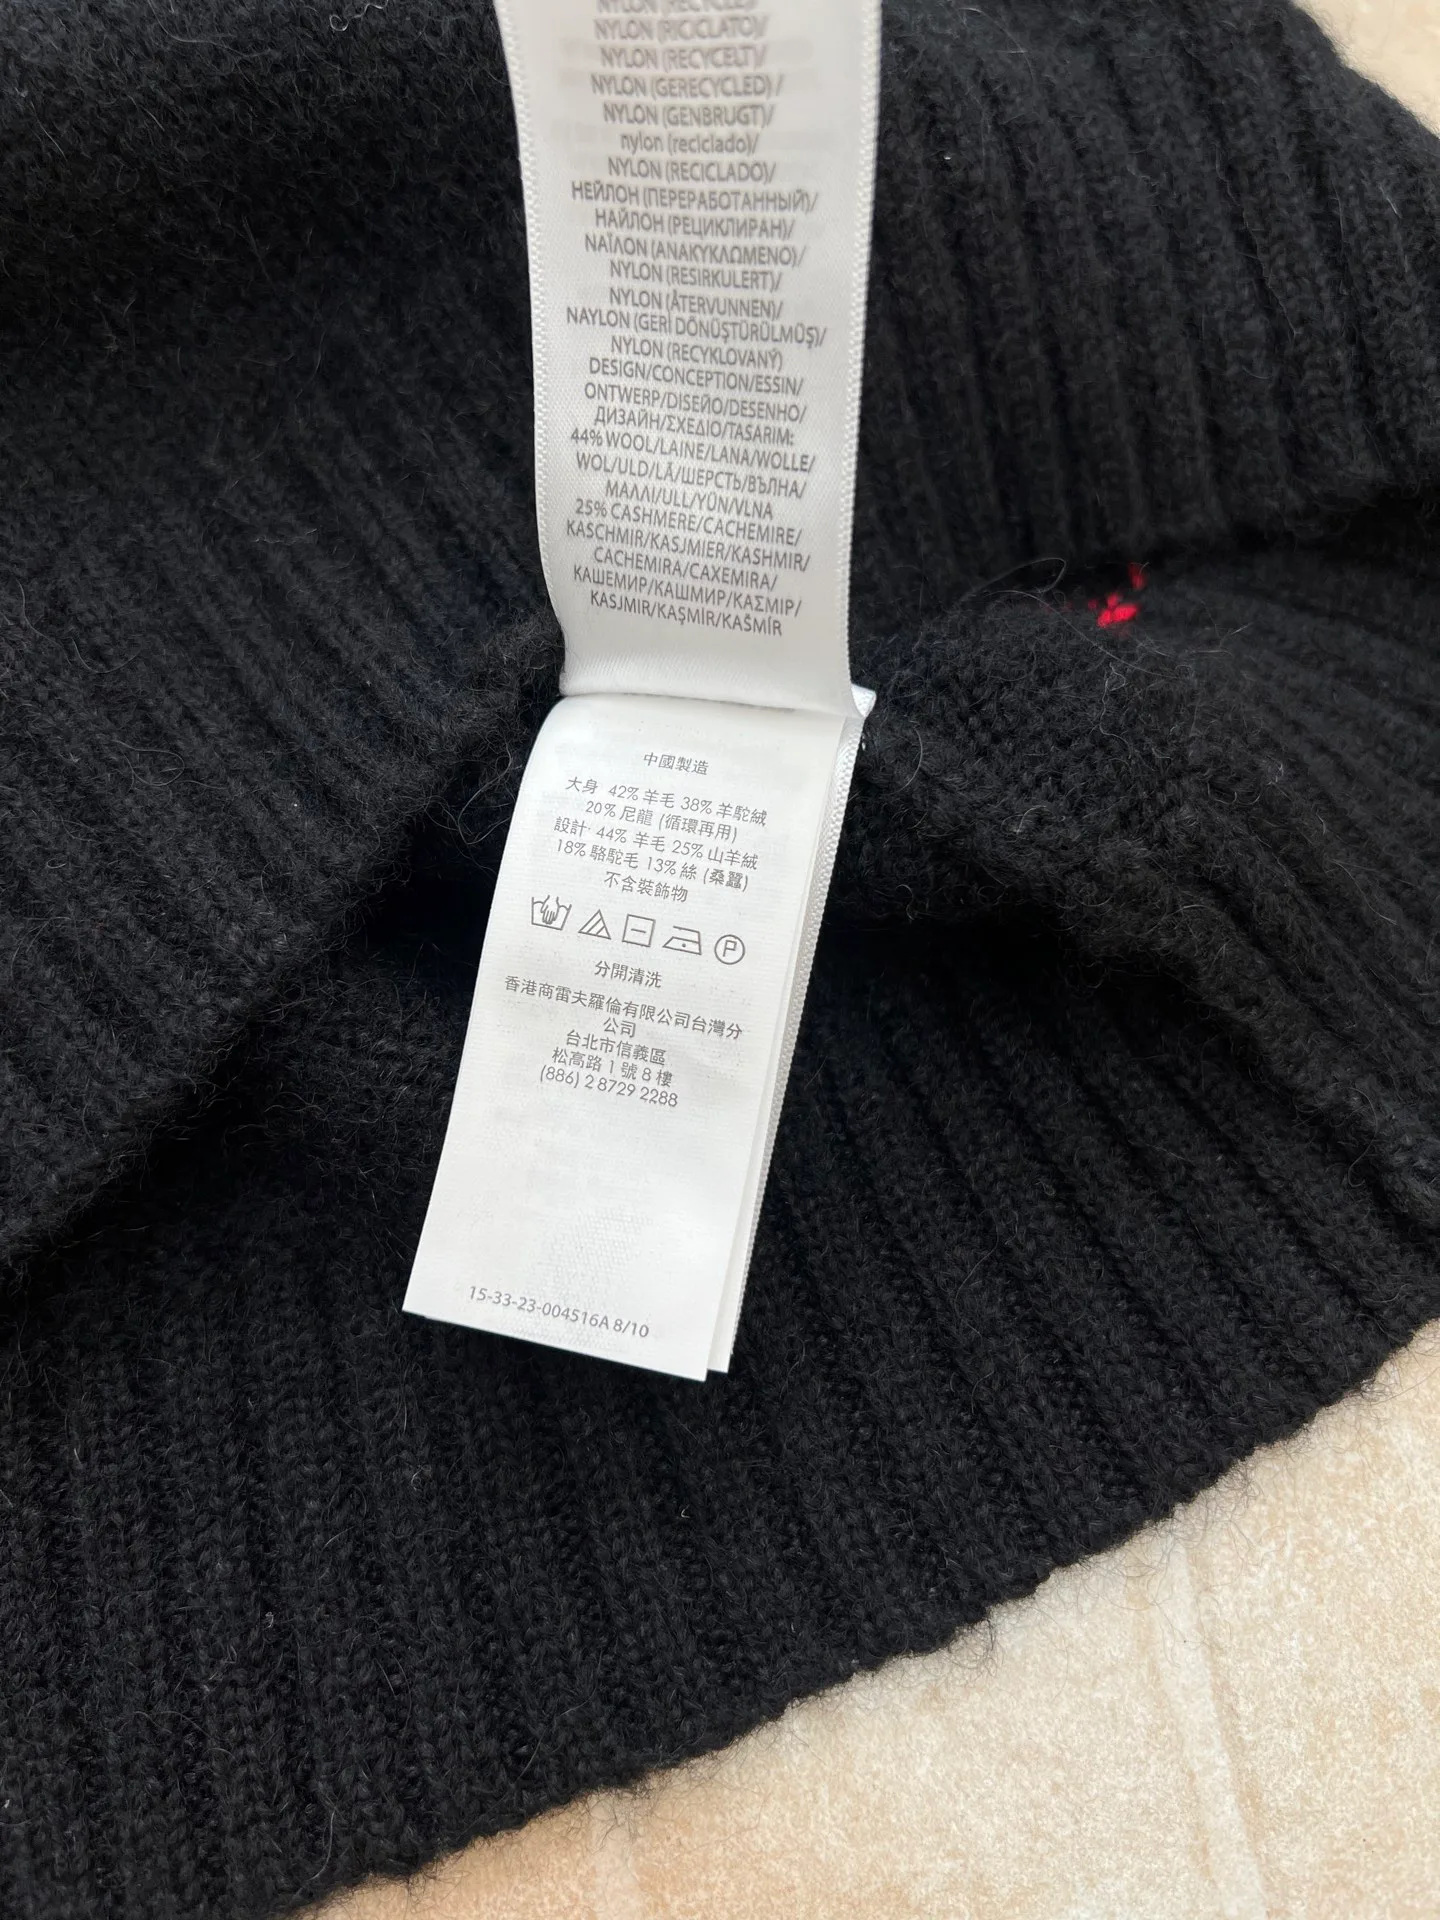 NYLON (RECYCLÉ)/
NYLON (RICICLATO)/
NYLON (RECYCELT)/
NYLON (GERECYCLED) /
NYLON (GENBRUGT)/
nylon (reciclado)/
NYLON (RECICLADO)/
НЕЙЛОН (ПЕРЕРАБОТАННЫЙ)/
НАЙЛОН (РЕЦИКЛИРАН)/
ΝΑΪΛΟΝ (ΑΝΑΚΥΚΛΩΜΕΝΟ)/
NYLON (RESIRKULERT)/
NYLON (ÅTERVUNNEN)/
NAYLON (GERİ DÖNÜŞTÜRÜLMÜŞ)/
NYLON (RECYKLOVANÝ)
DESIGN/CONCEPTION/ESSIN/
ONTWERP/DISEÑO/DESENHO/
ДИЗАЙН/ΣΧΕΔΙΟ/TASARIM:
44% WOOL/LAINE/LANA/WOLLE/
WOL/ULD/LÃ/ШЕРСТЬ/ВЪЛНА/
ΜΑΛΛΙ/ULL/YÜN/VLNA
25% CASHMERE/CACHEMIRE/
KASCHMIR/KASJMIER/KASHMIR/
CACHEMIRA/CAXEMIRA/
КАШЕМИР/КАШМИР/ΚΑΣΜΙΡ/
KASJMIR/KAŞMİR/KAŠMÍR
中國製造
大身 42% 羊毛 38% 羊駝絨
20% 尼龍 (循環再用)
設計: 44% 羊毛 25% 山羊絨
18% 駱駝毛 13% 絲 (桑蠶)
不含裝飾物
P
分開清洗
香港商雷夫羅倫有限公司台灣分
公司
台北市信義區
松高路 1 號 8 樓
(886) 2 8729 2288
15-33-23-004516A 8/10